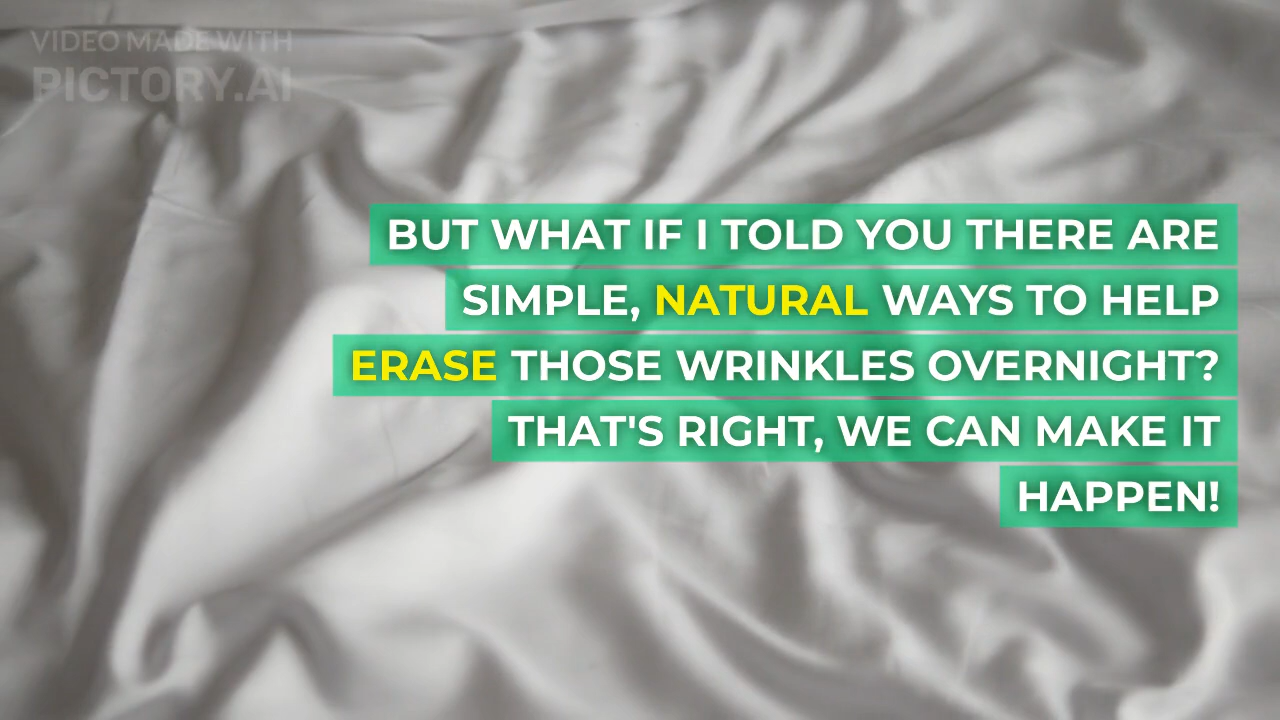 VIDEO MADE WITH
PICTORY.AI
BUT WHAT IF I TOLD YOU THERE ARE
SIMPLE, NATURAL WAYS TO HELP
ERASE THOSE WRINKLES OVERNIGHT?
THAT'S RIGHT, WE CAN MAKE IT
HAPPEN!